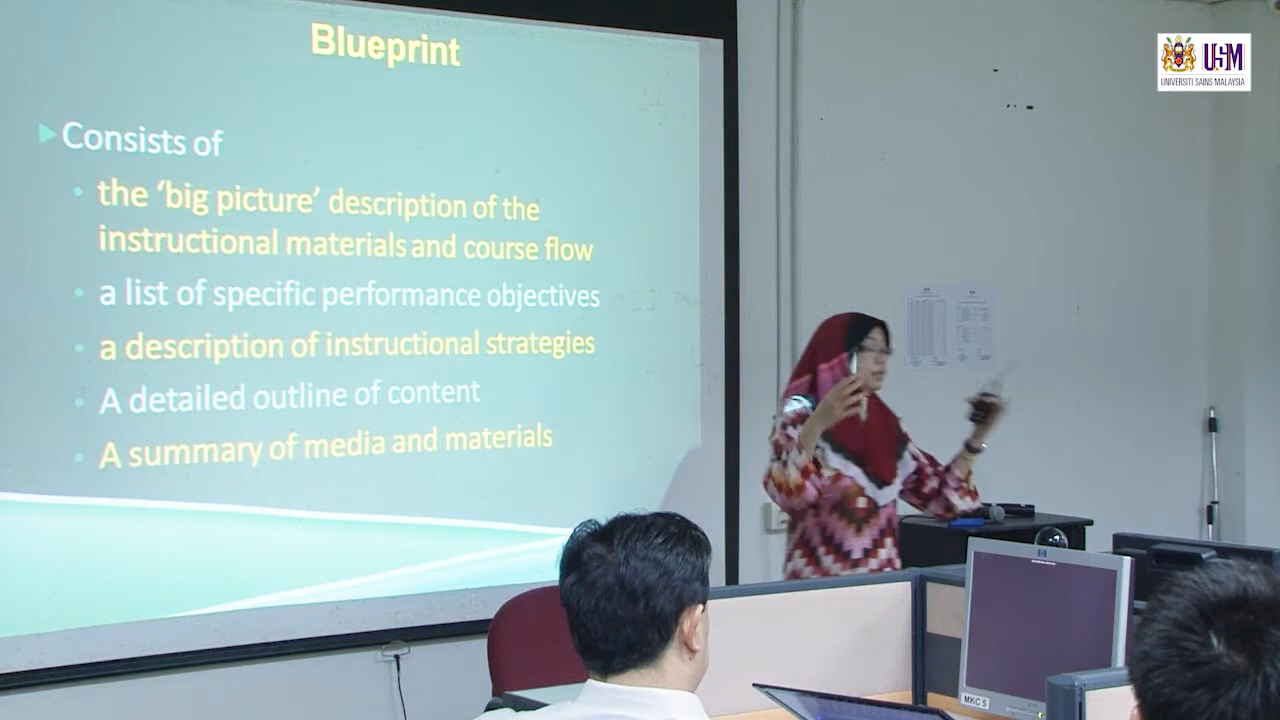 Blueprint
Consists of
the ‘big picture’ description of the
instructional materials and course flow
a list of specific performance objectives
a description of instructional strategies
A detailed outline of content
A summary of media and materials
USM
UNIVERSITI SAINS MALAYSIA
hp
MKC 5